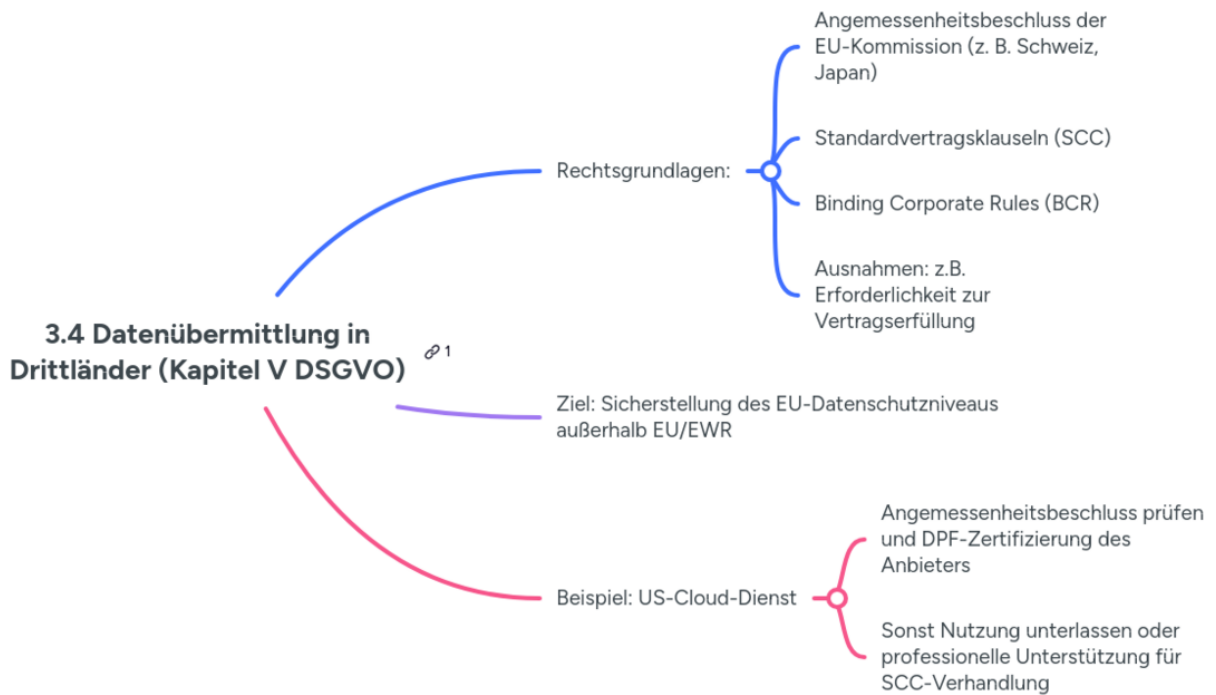 3.4 Datenübermittlung in
Drittländer (Kapitel V DSGVO)
1
Rechtsgrundlagen:
Angemessenheitsbeschluss der
EU-Kommission (z. B. Schweiz,
Japan)
Standardvertragsklauseln (SCC)
Binding Corporate Rules (BCR)
Ausnahmen: z.B.
Erforderlichkeit zur
Vertragserfüllung
Ziel: Sicherstellung des EU-Datenschutzniveaus
außerhalb EU/EWR
Beispiel: US-Cloud-Dienst
Angemessenheitsbeschluss prüfen
und DPF-Zertifizierung des
Anbieters
Sonst Nutzung unterlassen oder
professionelle Unterstützung für
SCC-Verhandlung